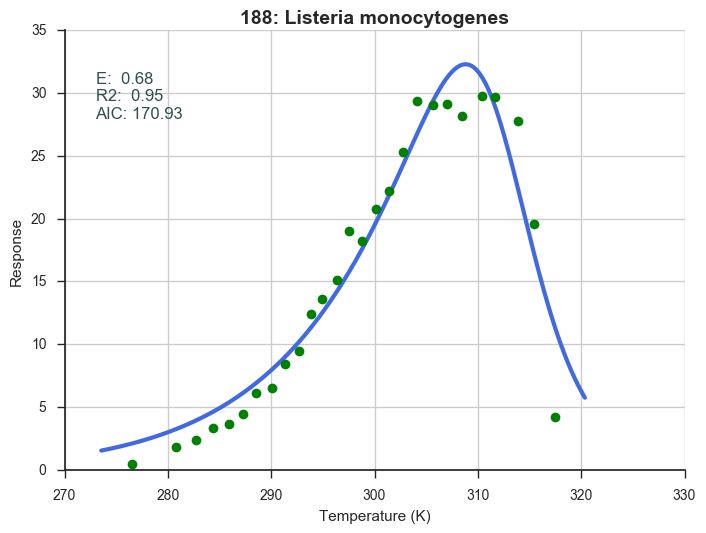 188: Listeria monocytogenes
E:  0.68
R2:  0.95
AIC: 170.93
Response
35
30
25
20
15
10
5
0
270 280 290 300 310 320 330
Temperature (K)